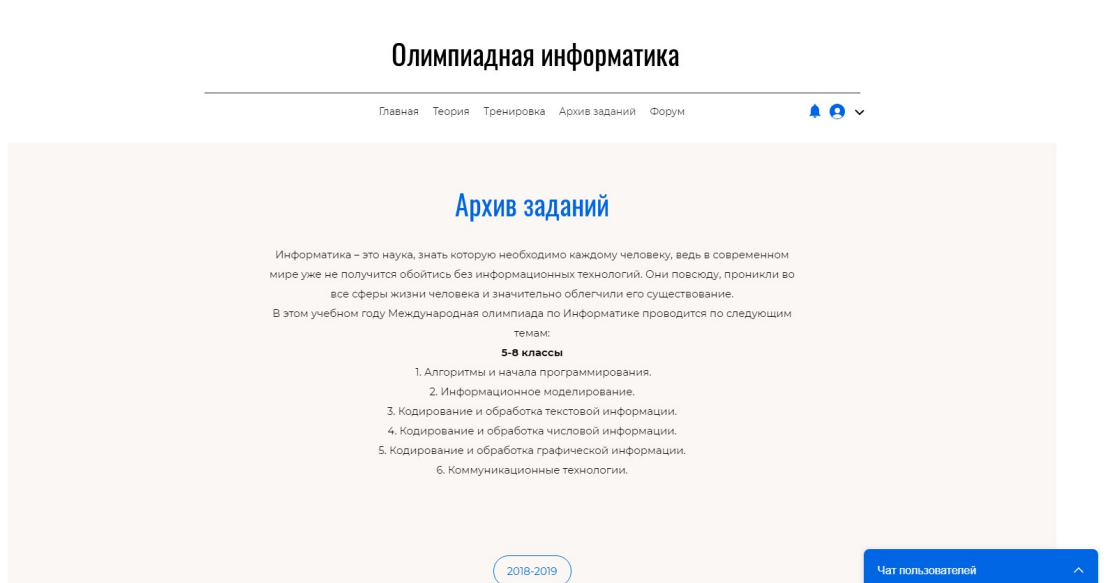 Олимпиадная информатика
Главная Теория Тренировка Архив заданий Форум
Архив заданий
Информатика – это наука, знать которую необходимо каждому человеку, ведь в современном
мире уже не получится обойтись без информационных технологий. Они повсюду, проникли во
все сферы жизни человека и значительно облегчили его существование.
В этом учебном году Международная олимпиада по Информатике проводится по следующим
темам:
5-8 классы
1. Алгоритмы и начала программирования.
2. Информационное моделирование.
3. Кодирование и обработка текстовой информации.
4. Кодирование и обработка числовой информации.
5. Кодирование и обработка графической информации.
6. Коммуникационные технологии.
2018-2019
Чат пользователей